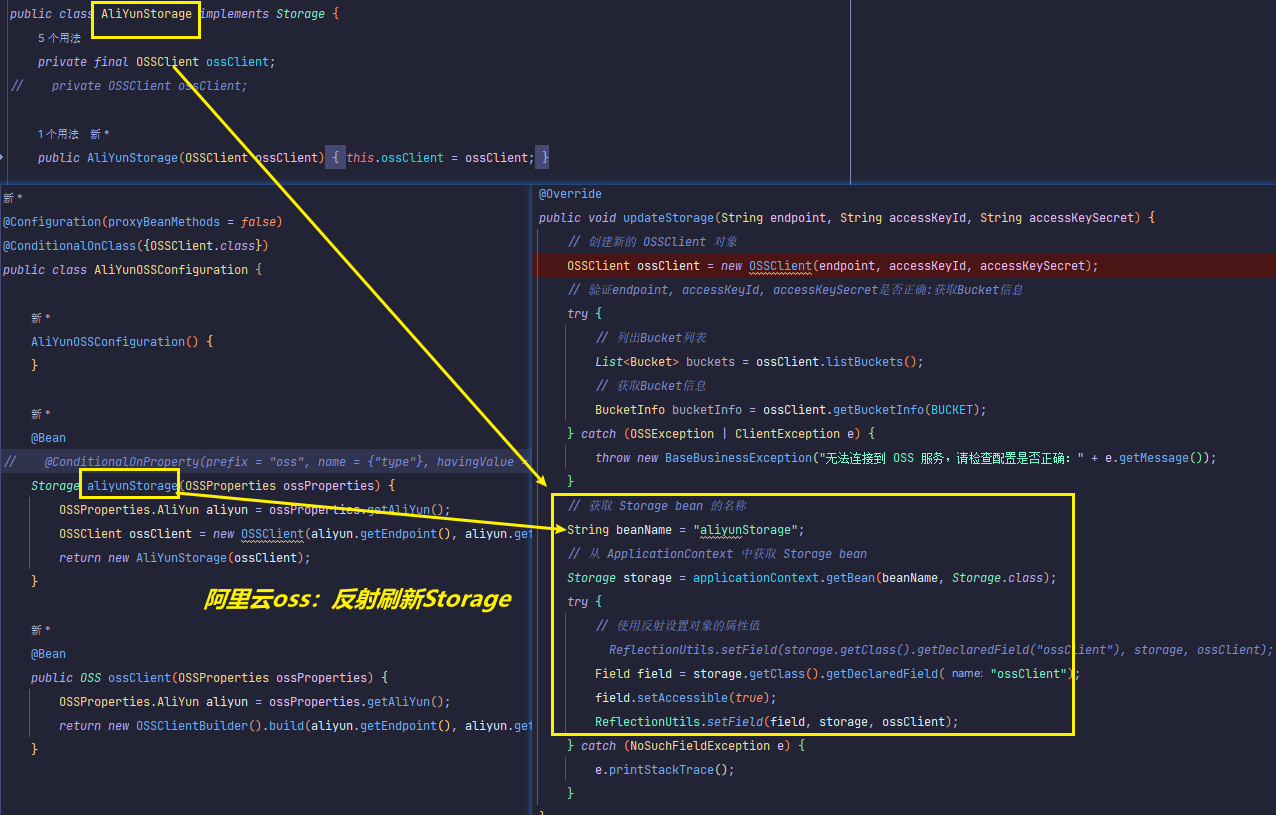 public class AliYunStorage implements Storage {
5 个用法
private final OSSClient ossClient;
// private OSSClient ossClient;
1个用法 新 *
public AliYunStorage(OSSClient ossClient) { this.ossClient = ossClient; }
新 *
@Configuration(proxyBeanMethods = false)
@ConditionalOnClass({OSSClient.class})
public class AliYunOSSConfiguration {
新 *
AliYunOSSConfiguration() {
}
新 *
@Bean
// @ConditionalOnProperty(prefix = "oss", name = {"type"}, havingValue =
Storage aliyunStorage(OSSProperties ossProperties) {
OSSProperties.AliYun aliyun = ossProperties.getAliYun();
OSSClient ossClient = new OSSClient(aliyun.getEndpoint(), aliyun.get
return new AliYunStorage(ossClient);
}
阿里云oss：反射刷新Storage
新 *
@Bean
public OSS ossClient(OSSProperties ossProperties) {
OSSProperties.AliYun aliyun = ossProperties.getAliYun();
return new OSSClientBuilder().build(aliyun.getEndpoint(), aliyun.get
}
@Override
public void updateStorage(String endpoint, String accessKeyId, String accessKeySecret) {
// 创建新的 OSSClient 对象
OSSClient ossClient = new OSSClient(endpoint, accessKeyId, accessKeySecret);
// 验证endpoint, accessKeyId, accessKeySecret是否正确:获取Bucket信息
try {
// 列出Bucket列表
List<Bucket> buckets = ossClient.listBuckets();
// 获取Bucket信息
BucketInfo bucketInfo = ossClient.getBucketInfo(BUCKET);
} catch (OSSException | ClientException e) {
throw new BaseBusinessException("无法连接到 OSS 服务，请检查配置是否正确：" + e.getMessage());
}
// 获取 Storage bean 的名称
String beanName = "aliyunStorage";
// 从 ApplicationContext 中获取 Storage bean
Storage storage = applicationContext.getBean(beanName, Storage.class);
try {
// 使用反射设置对象的属性值
ReflectionUtils.setField(storage.getClass().getDeclaredField("ossClient"), storage, ossClient);
Field field = storage.getClass().getDeclaredField( name: "ossClient");
field.setAccessible(true);
ReflectionUtils.setField(field, storage, ossClient);
} catch (NoSuchFieldException e) {
e.printStackTrace();
}